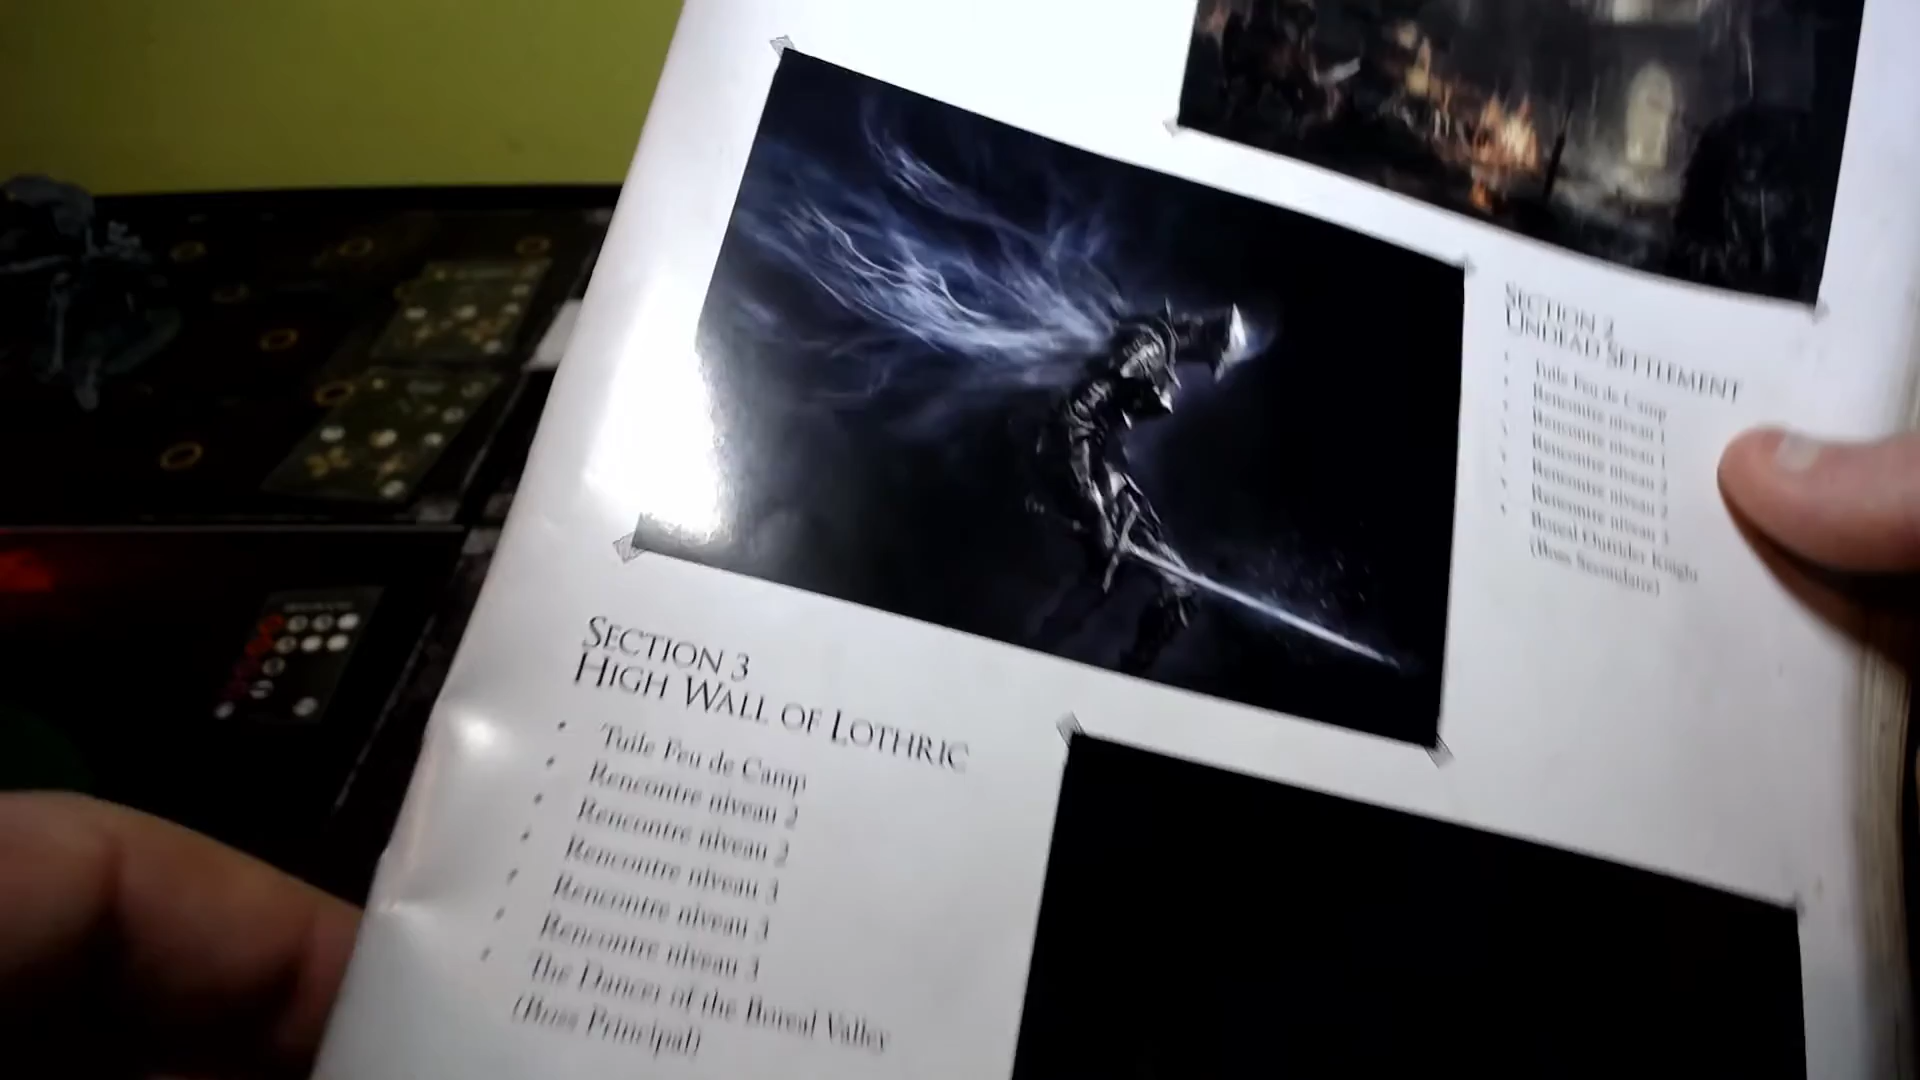 SECTION 2
UNDEAD SETTLEMENT
Tuile Feu de Camp
Rencontre niveau 1
Rencontre niveau 1
Rencontre niveau 2
Rencontre niveau 2
Rencontre niveau 3
Boreal Outrider Knight
(Boss Secondaire)
SECTION 3
HIGH WALL OF LOTHRIC
Tuile Feu de Camp
Rencontre niveau 2
Rencontre niveau 2
Rencontre niveau 3
Rencontre niveau 3
Rencontre niveau 3
The Dancer of the Boreal Valley
(Boss Principal)